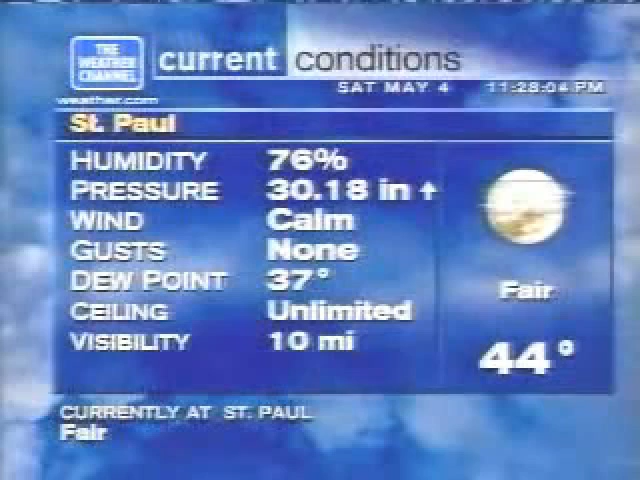 THE
WEATHER
CHANNEL
weather.com
current conditions
SAT MAY 4 11:28:04 PM
St. Paul
HUMIDITY 76%
PRESSURE 30.18 in ↑
WIND Calm
GUSTS None
DEW POINT 37°
CEILING Unlimited
VISIBILITY 10 mi
Fair
44°
CURRENTLY AT ST. PAUL
Fair